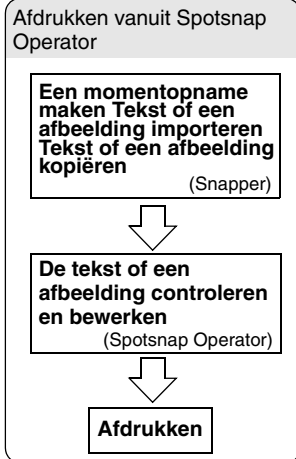 Afdrukken vanuit Spotsnap
Operator
Een momentopname
maken Tekst of een
afbeelding importeren
Tekst of een afbeelding
kopiëren
(Snapper)
De tekst of een
afbeelding controleren
en bewerken
(Spotsnap Operator)
Afdrukken